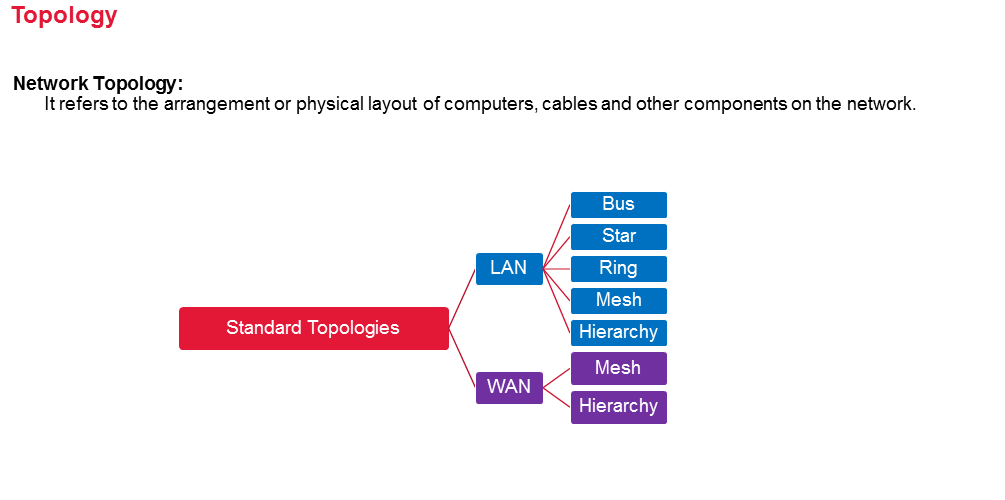 Topology
Network Topology:
It refers to the arrangement or physical layout of computers, cables and other components on the network.
Standard Topologies
LAN
Bus
Star
Ring
Mesh
Hierarchy
WAN
Mesh
Hierarchy